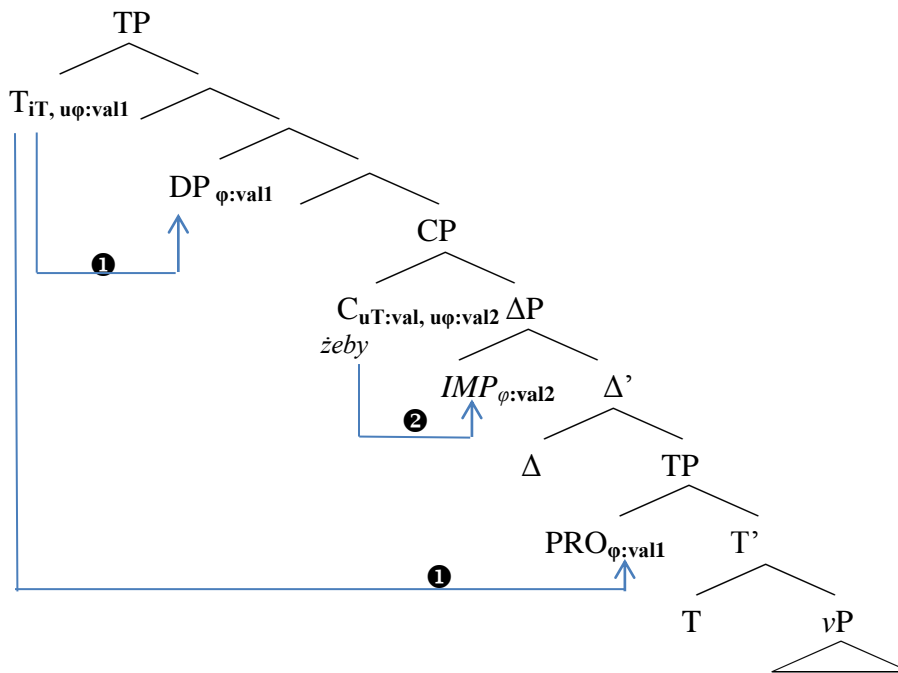 TP
T iT, uφ:val1
DP φ:val1
CP
❶
C uT:val, uφ:val2 ΔP
żeby
IMP φ:val2 Δ’
❷
Δ TP
PRO φ:val1 T’
❶
T vP